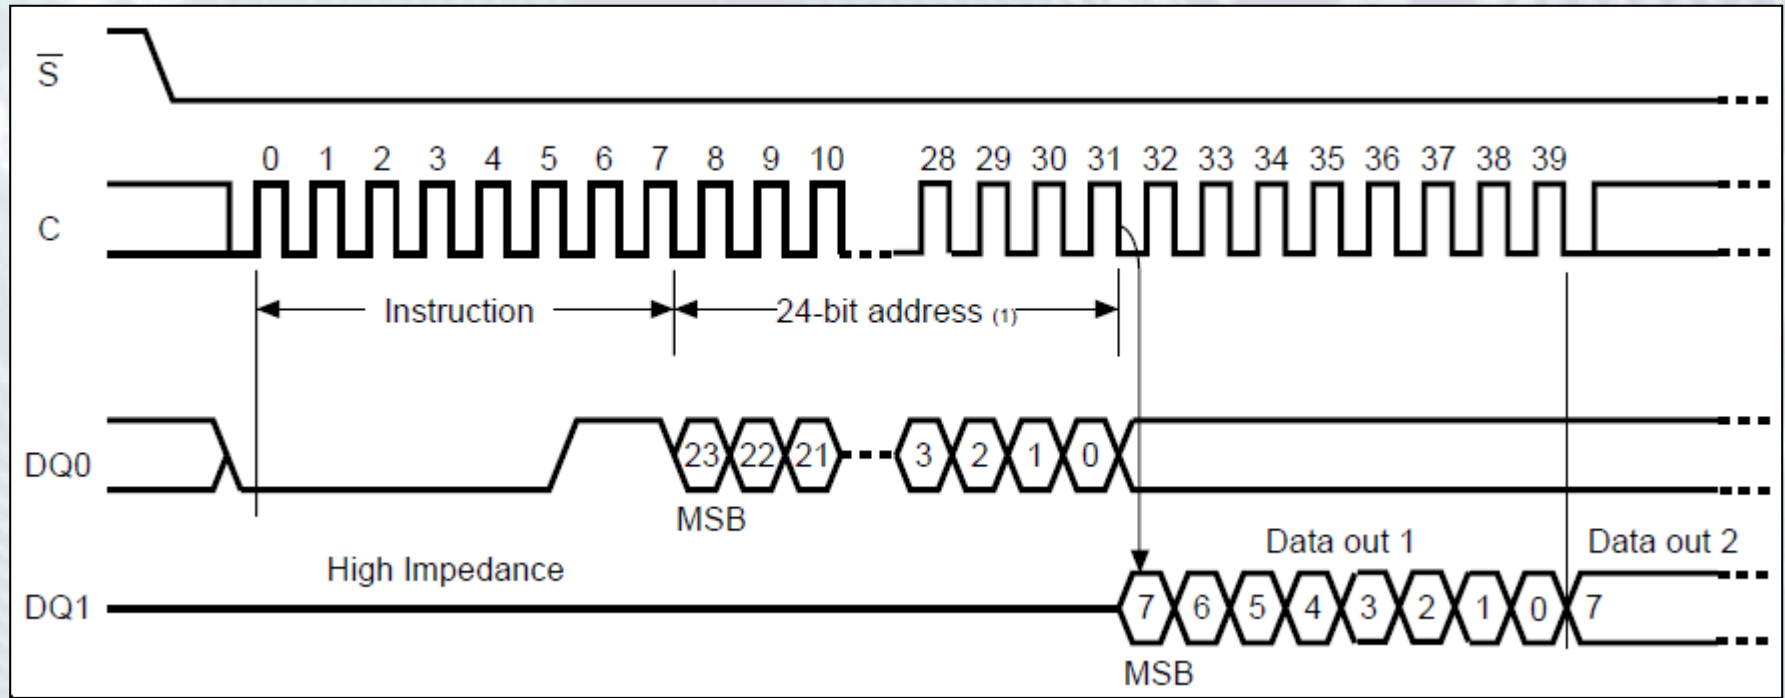 S̅
0 1 2 3 4 5 6 7 8 9 10 28 29 30 31 32 33 34 35 36 37 38 39
C
Instruction 24-bit address (1)
DQ0 23 22 21 3 2 1 0
MSB
Data out 1 Data out 2
High Impedance
DQ1 7 6 5 4 3 2 1 0 7
MSB